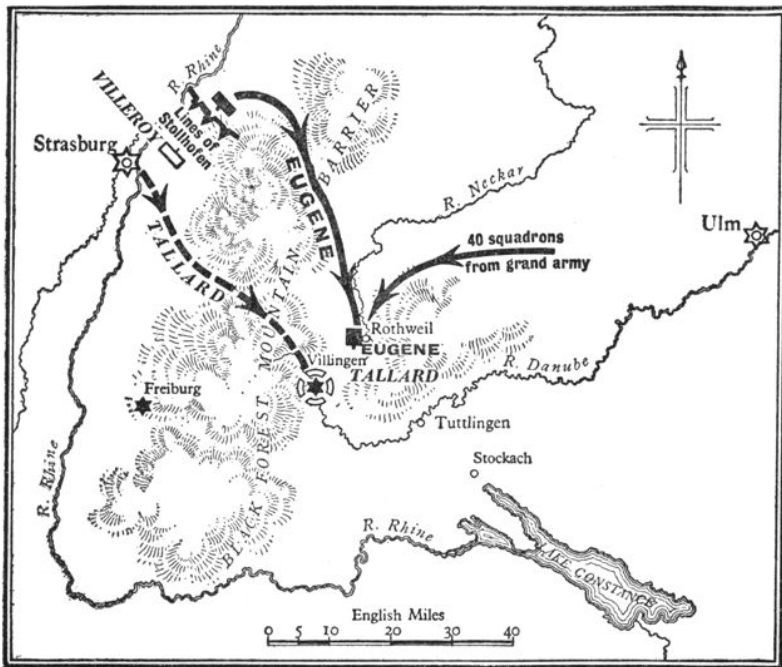 R. Rhine
VILLEROY
Lines of
Stollhofen
Strasburg
BARRIER
EUGENE
R. Neckar
TALLARD
40 squadrons
from grand army
Ulm
Rothweil
EUGENE
Villingen
TALLARD
R. Danube
Freiburg
MOUNTAIN
Tuttlingen
Stockach
R. Rhine
BLACK FOREST
R. Rhine
LAKE CONSTANCE
English Miles
0 5 10 20 30 40